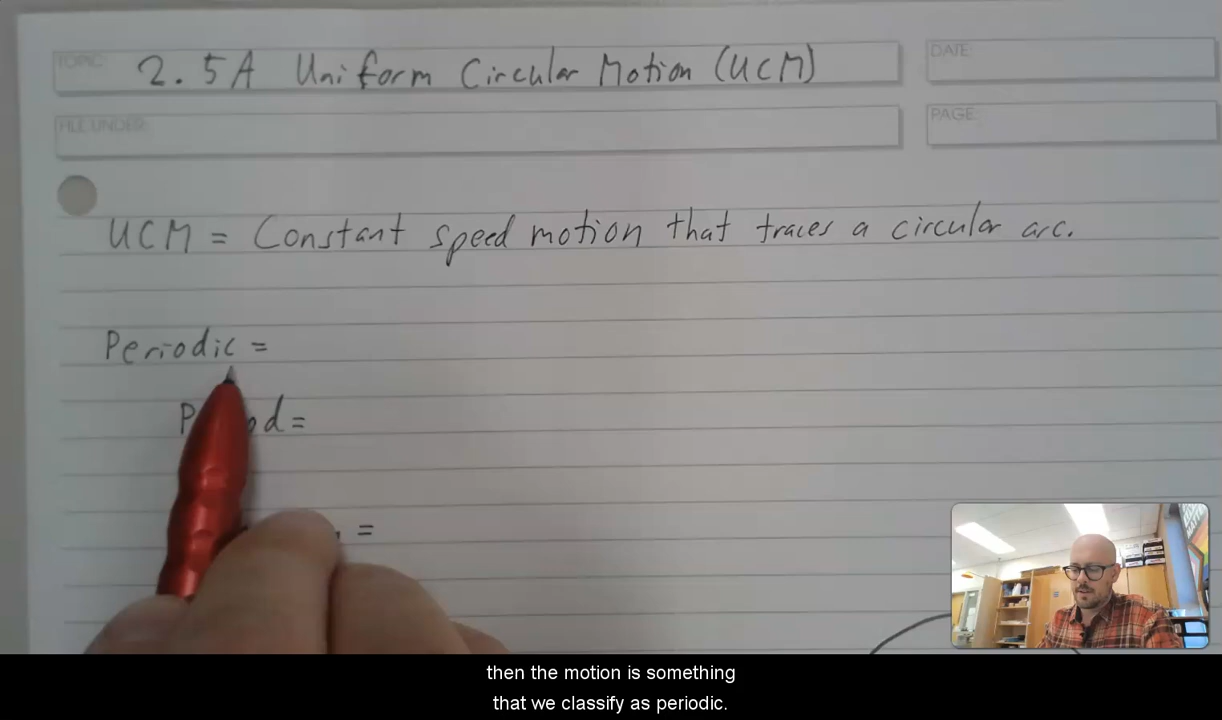 TOPIC: 2.5A Uniform Circular Motion (UCM)
DATE:
FILE UNDER:
PAGE:
UCM = Constant speed motion that traces a circular arc.
Periodic =
=
=
then the motion is something
that we classify as periodic.